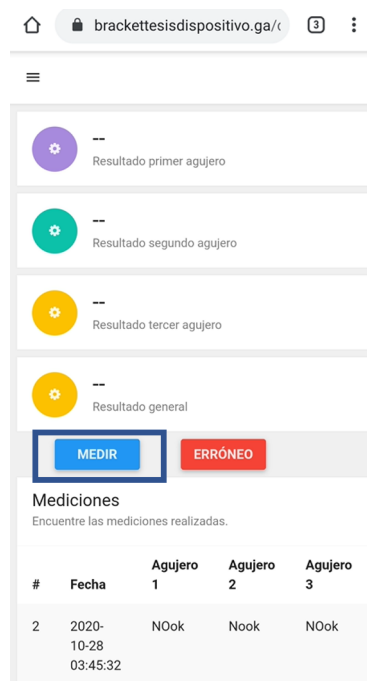 brackettesisdispositivo.ga/
3
--
Resultado primer agujero
--
Resultado segundo agujero
--
Resultado tercer agujero
--
Resultado general
MEDIR
ERRÓNEO
Mediciones
Encuentre las mediciones realizadas.
# Fecha Agujero 1 Agujero 2 Agujero 3
2 2020-10-28 03:45:32 NOok Nook NOok